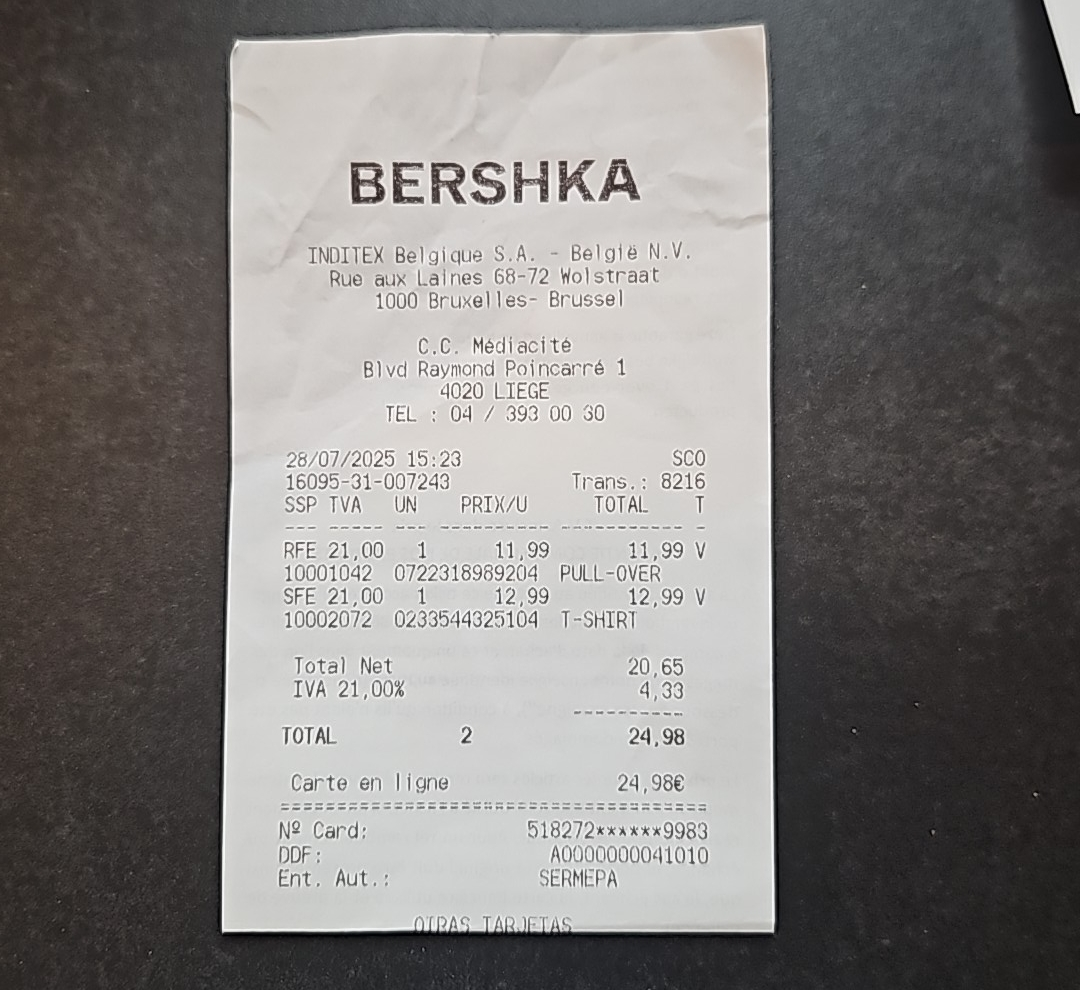 BERSHKA
INDITEX Belgique S.A. - België N.V.
Rue aux Laines 68-72 Wolstraat
1000 Bruxelles- Brussel
C.C. Médiacité
Blvd Raymond Poincarré 1
4020 LIEGE
TEL : 04 / 393 00 30
28/07/2025 15:23 SCO
16095-31-007243 Trans.: 8216
SSP TVA UN PRIX/U TOTAL T
--- ----- --- ---------- ----------- -
RFE 21,00 1 11,99 11,99 V
10001042 0722318989204 PULL-OVER
SFE 21,00 1 12,99 12,99 V
10002072 0233544325104 T-SHIRT
Total Net 20,65
IVA 21,00% 4,33
----------
TOTAL 2 24,98
Carte en ligne 24,98€
=======================================
Nº Card: 518272******9983
DDF: A0000000041010
Ent. Aut.: SERMEPA
OTRAS TARJETAS